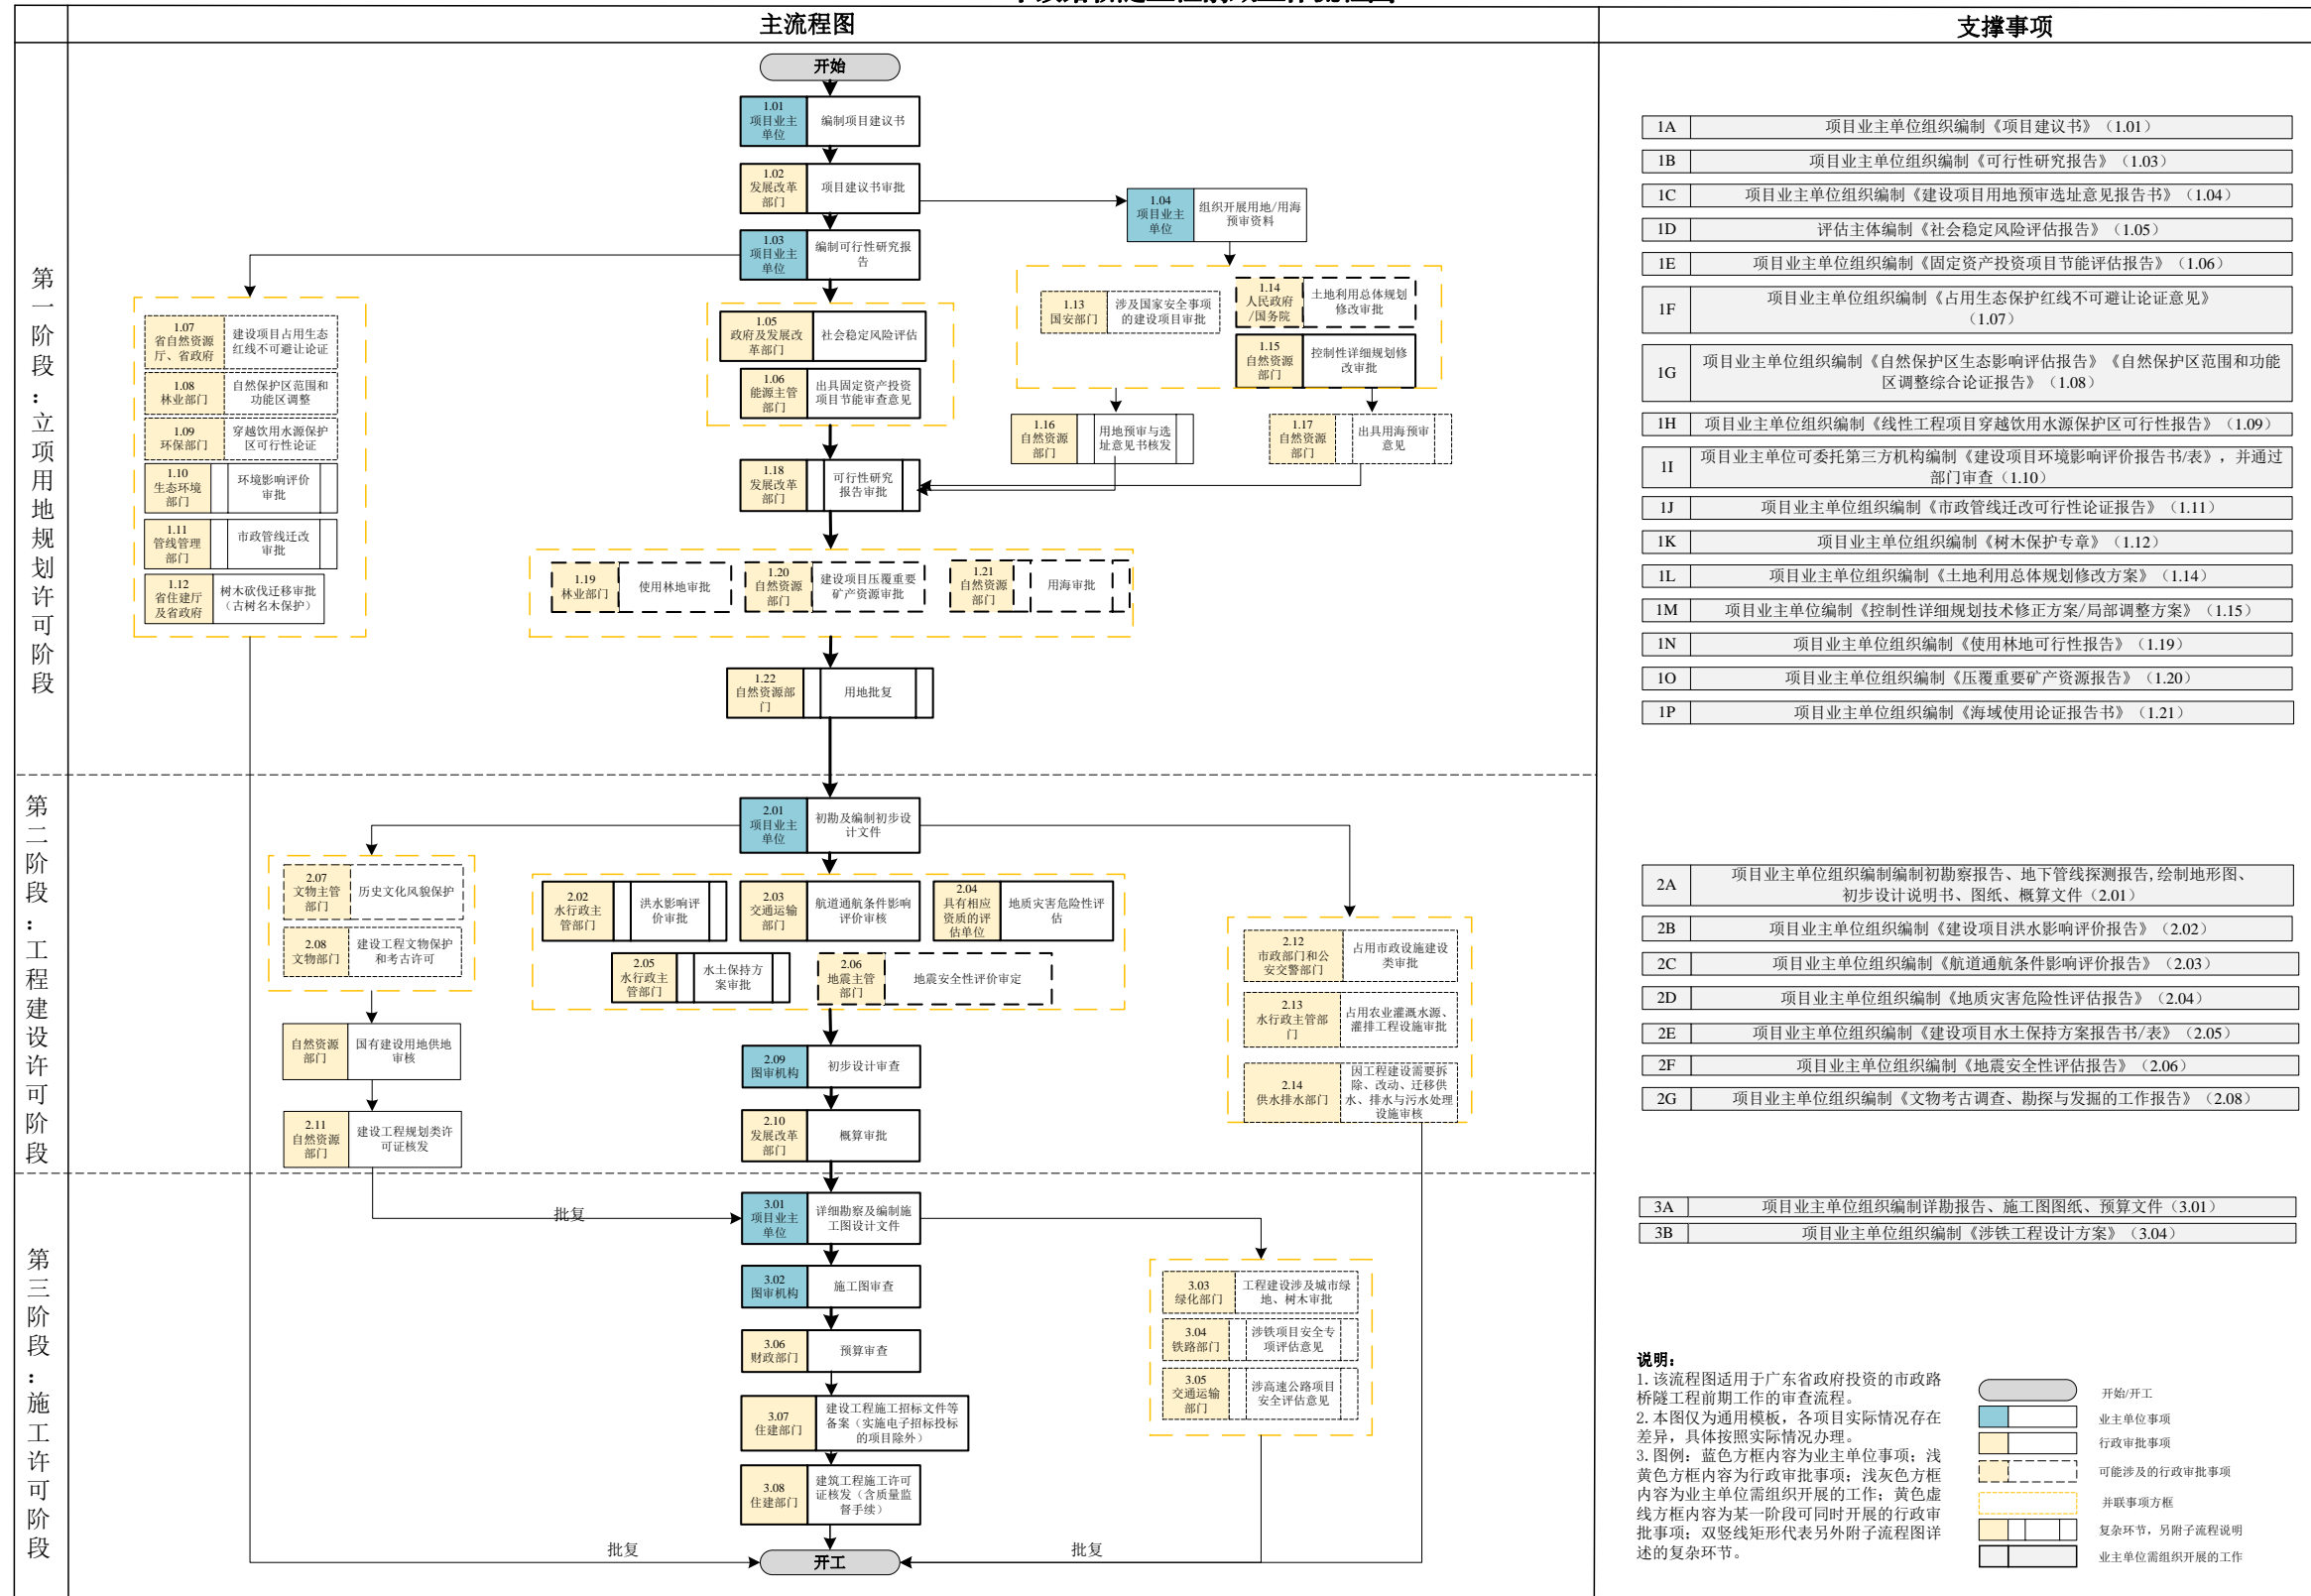 主流程图
支撑事项
第一阶段：立项用地规划许可阶段
开始
1.01
项目业主
单位
编制项目建议书
1.02
发展改革
部门
项目建议书审批
1.04
项目业主
单位
组织开展用地/用海
预审资料
1.03
项目业主
单位
编制可行性研究报
告
1.07
省自然资源
厅、省政府
建设项目占用生态
红线不可避让论证
1.08
林业部门
自然保护区范围和
功能区调整
1.09
环保部门
穿越饮用水源保护
区可行性论证
1.10
生态环境
部门
环境影响评价
审批
1.11
管线管理
部门
市政管线迁改
审批
1.12
省住建厅
及省政府
树木砍伐迁移审批
（古树名木保护）
1.05
政府及发展改
革部门
社会稳定风险评估
1.06
能源主管
部门
出具固定资产投资
项目节能审查意见
1.13
国安部门
涉及国家安全事项
的建设项目审批
1.14
人民政府
/国务院
土地利用总体规划
修改审批
1.15
自然资源
部门
控制性详细规划修
改审批
1.16
自然资源
部门
用地预审与选
址意见书核发
1.17
自然资源
部门
出具用海预审
意见
1.18
发展改革
部门
可行性研究
报告审批
1.19
林业部门
使用林地审批
1.20
自然资源
部门
建设项目压覆重要
矿产资源审批
1.21
自然资源
部门
用海审批
1.22
自然资源部
门
用地批复
第二阶段：工程建设许可阶段
2.01
项目业主
单位
初勘及编制初步设
计文件
2.07
文物主管
部门
历史文化风貌保护
2.08
文物部门
建设工程文物保护
和考古许可
自然资源
部门
国有建设用地供地
审核
2.11
自然资源
部门
建设工程规划类许
可证核发
2.02
水行政主
管部门
洪水影响评
价审批
2.03
交通运输
部门
航道通航条件影响
评价审核
2.04
具有相应
资质的评
估单位
地质灾害危险性评
估
2.05
水行政主
管部门
水土保持方
案审批
2.06
地震主管
部门
地震安全性评价审定
2.09
图审机构
初步设计审查
2.10
发展改革
部门
概算审批
2.12
市政部门和公
安交警部门
占用市政设施建设
类审批
2.13
水行政主管部
门
占用农业灌溉水源、
灌排工程设施审批
2.14
供水排水部门
因工程建设需要拆
除、改动、迁移供
水、排水与污水处理
设施审核
第三阶段：施工许可阶段
批复
3.01
项目业主
单位
详细勘察及编制施
工图设计文件
3.02
图审机构
施工图审查
3.06
财政部门
预算审查
3.07
住建部门
建设工程施工招标文件等
备案（实施电子招标投标
的项目除外）
3.08
住建部门
建筑工程施工许可
证核发（含质量监
督手续）
3.03
绿化部门
工程建设涉及城市绿
地、树木审批
3.04
铁路部门
涉铁项目安全专
项评估意见
3.05
交通运输
部门
涉高速公路项目
安全评估意见
批复
开工
批复
1A 项目业主单位组织编制《项目建议书》（1.01）
1B 项目业主单位组织编制《可行性研究报告》（1.03）
1C 项目业主单位组织编制《建设项目用地预审选址意见报告书》（1.04）
1D 评估主体编制《社会稳定风险评估报告》（1.05）
1E 项目业主单位组织编制《固定资产投资项目节能评估报告》（1.06）
1F 项目业主单位组织编制《占用生态保护红线不可避让论证意见》
（1.07）
1G 项目业主单位组织编制《自然保护区生态影响评估报告》《自然保护区范围和功能
区调整综合论证报告》（1.08）
1H 项目业主单位组织编制《线性工程项目穿越饮用水源保护区可行性报告》（1.09）
1I 项目业主单位可委托第三方机构编制《建设项目环境影响评价报告书/表》，并通过
部门审查（1.10）
1J 项目业主单位组织编制《市政管线迁改可行性论证报告》（1.11）
1K 项目业主单位组织编制《树木保护专章》（1.12）
1L 项目业主单位组织编制《土地利用总体规划修改方案》（1.14）
1M 项目业主单位编制《控制性详细规划技术修正方案/局部调整方案》（1.15）
1N 项目业主单位组织编制《使用林地可行性报告》（1.19）
1O 项目业主单位组织编制《压覆重要矿产资源报告》（1.20）
1P 项目业主单位组织编制《海域使用论证报告书》（1.21）
2A 项目业主单位组织编制编制初勘察报告、地下管线探测报告,绘制地形图、
初步设计说明书、图纸、概算文件（2.01）
2B 项目业主单位组织编制《建设项目洪水影响评价报告》（2.02）
2C 项目业主单位组织编制《航道通航条件影响评价报告》（2.03）
2D 项目业主单位组织编制《地质灾害危险性评估报告》（2.04）
2E 项目业主单位组织编制《建设项目水土保持方案报告书/表》（2.05）
2F 项目业主单位组织编制《地震安全性评估报告》（2.06）
2G 项目业主单位组织编制《文物考古调查、勘探与发掘的工作报告》（2.08）
3A 项目业主单位组织编制详勘报告、施工图图纸、预算文件（3.01）
3B 项目业主单位组织编制《涉铁工程设计方案》（3.04）
说明：
1.该流程图适用于广东省政府投资的市政路
桥隧工程前期工作的审查流程。
2.本图仅为通用模板，各项目实际情况存在
差异，具体按照实际情况办理。
3.图例：蓝色方框内容为业主单位事项；浅
黄色方框内容为行政审批事项；浅灰色方框
内容为业主单位需组织开展的工作；黄色虚
线方框内容为某一阶段可同时开展的行政审
批事项；双竖线矩形代表另外附子流程图详
述的复杂环节。
开始/开工
业主单位事项
行政审批事项
可能涉及的行政审批事项
并联事项方框
复杂环节，另附子流程说明
业主单位需组织开展的工作